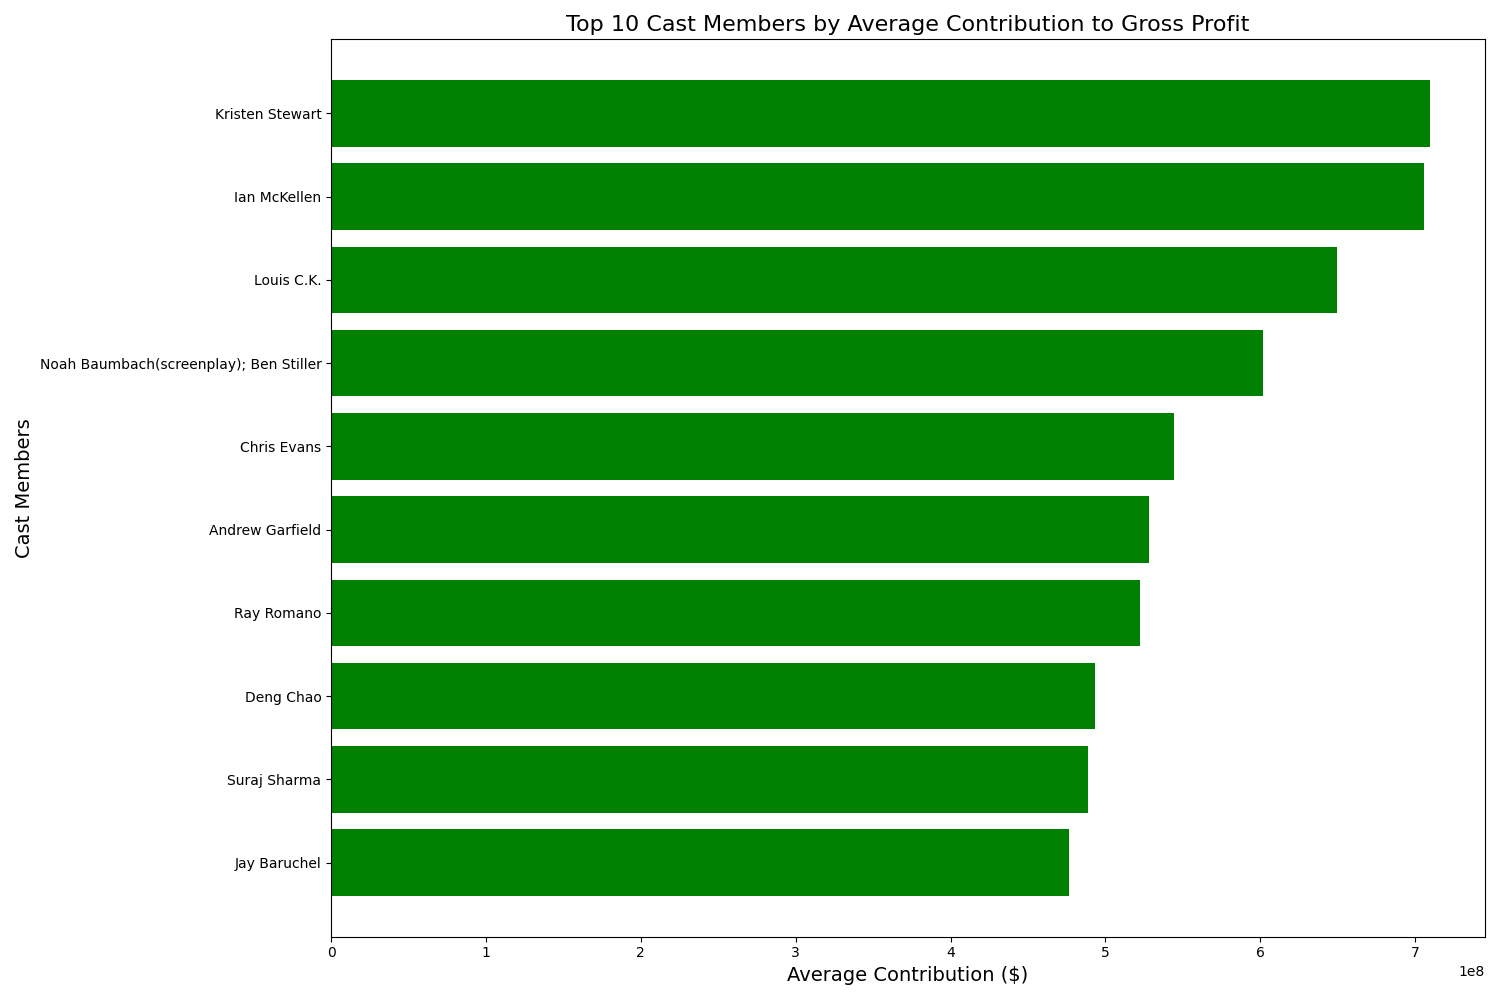 Top 10 Cast Members by Average Contribution to Gross Profit
Cast Members
Kristen Stewart
Ian McKellen
Louis C.K.
Noah Baumbach(screenplay); Ben Stiller
Chris Evans
Andrew Garfield
Ray Romano
Deng Chao
Suraj Sharma
Jay Baruchel
0 1 2 3 4 5 6 7
1e8
Average Contribution ($)